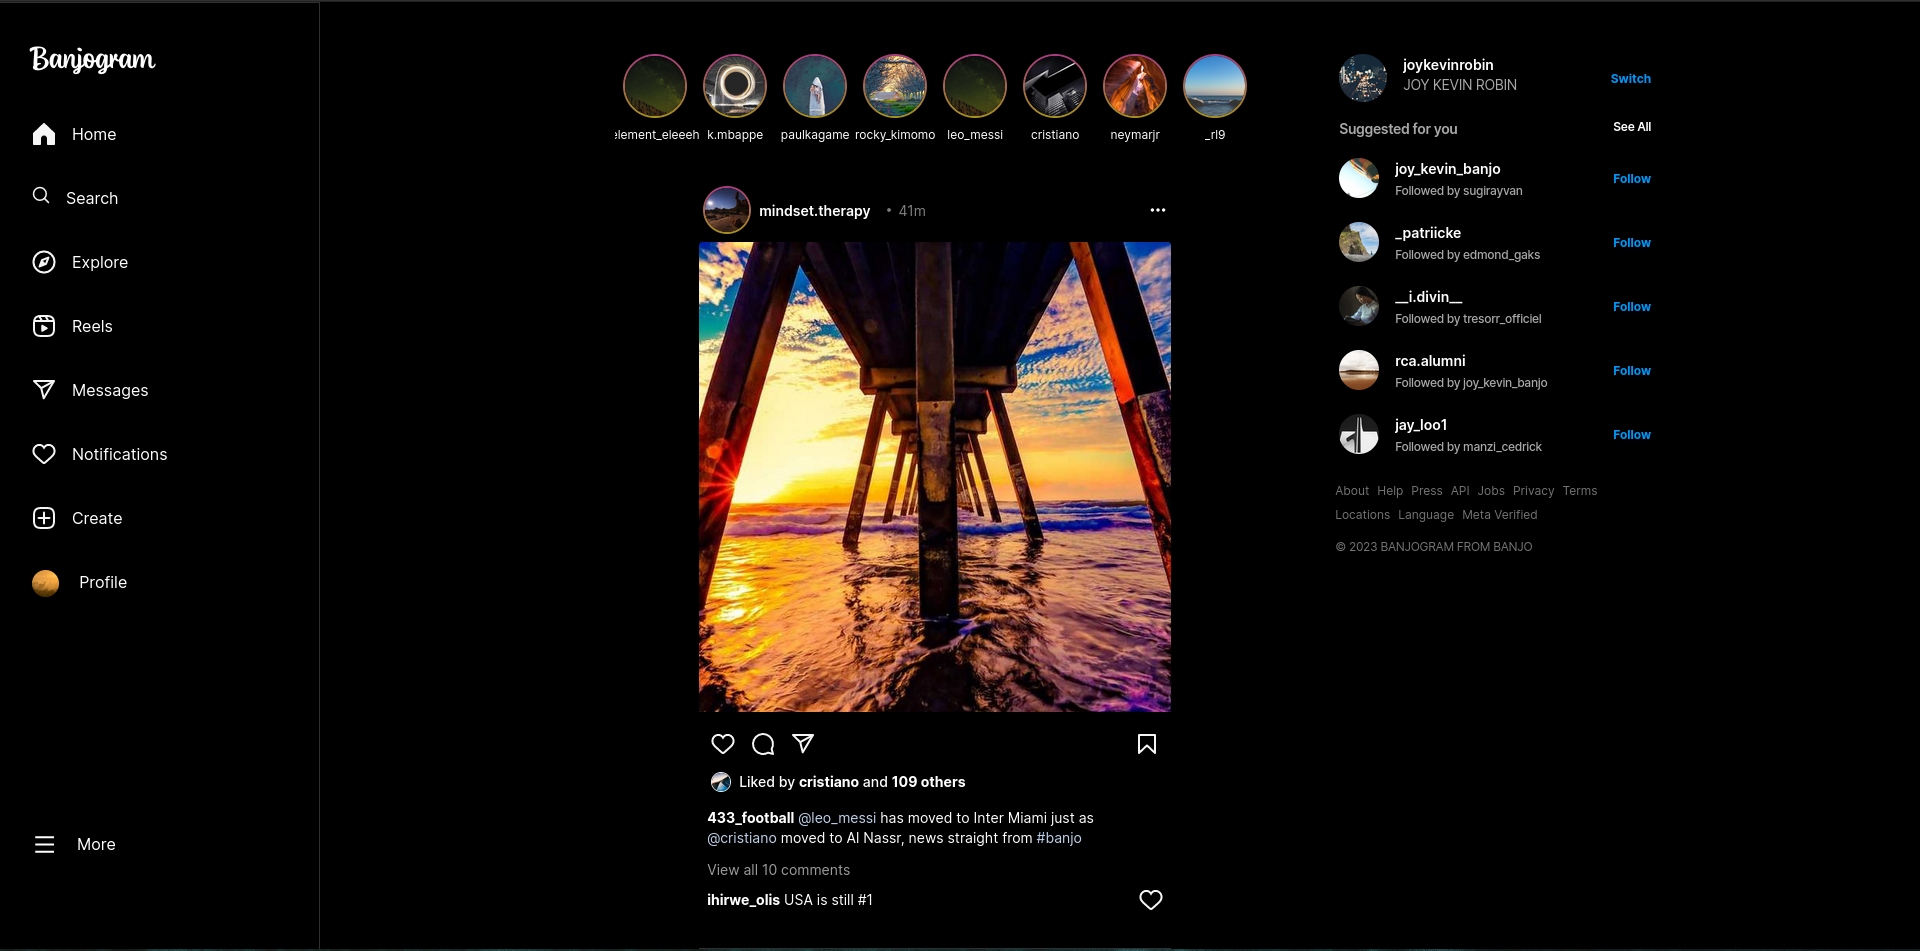 Banjogram
Home
Search
Explore
Reels
Messages
Notifications
Create
Profile
More
element_eleeeh k.mbappe paulkagame rocky_kimomo leo_messi cristiano neymarjr _rl9
mindset.therapy • 41m
Liked by cristiano and 109 others
433_football @leo_messi has moved to Inter Miami just as
@cristiano moved to Al Nassr, news straight from #banjo
View all 10 comments
ihirwe_olis USA is still #1
joykevinrobin
JOY KEVIN ROBIN
Switch
Suggested for you See All
joy_kevin_banjo
Followed by sugirayvan
Follow
_patriicke
Followed by edmond_gaks
Follow
__i.divin__
Followed by tresorr_officiel
Follow
rca.alumni
Followed by joy_kevin_banjo
Follow
jay_loo1
Followed by manzi_cedrick
Follow
About Help Press API Jobs Privacy Terms
Locations Language Meta Verified
© 2023 BANJOGRAM FROM BANJO